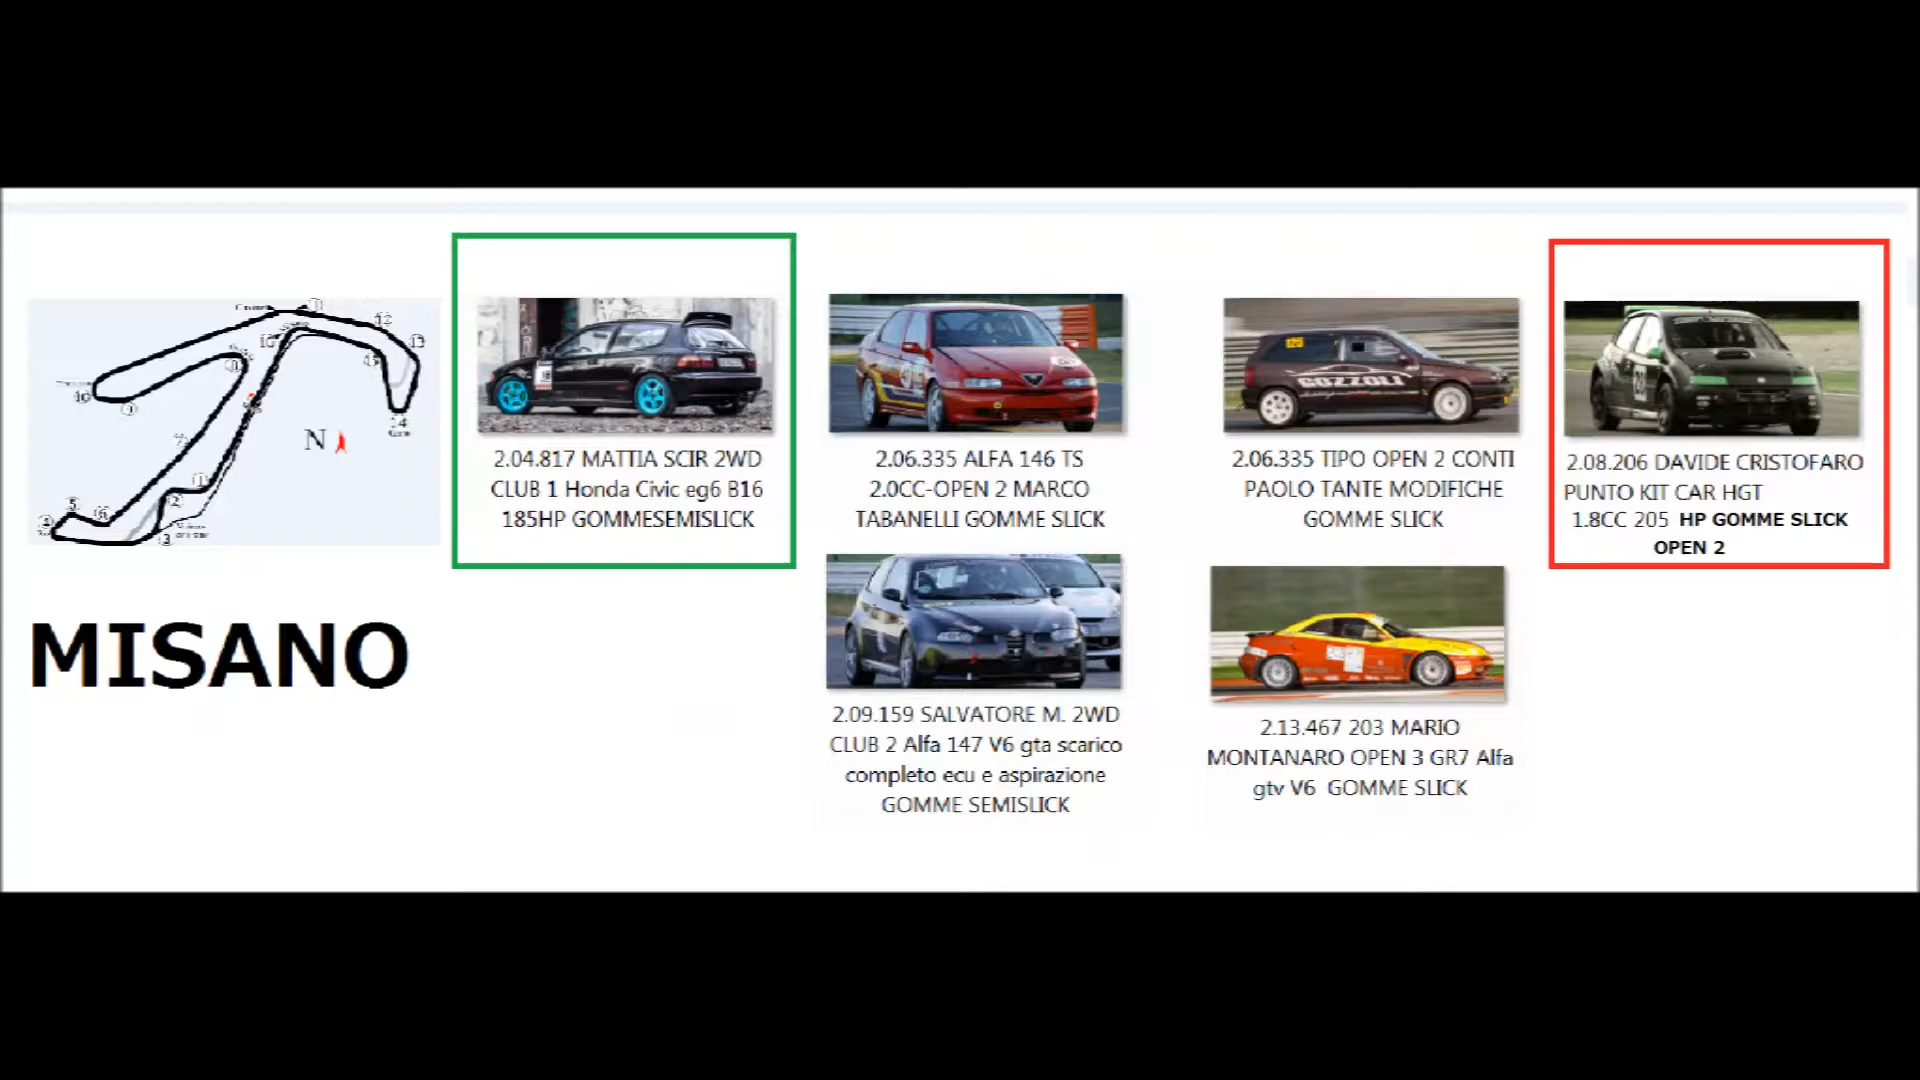 N
MISANO
2.04.817 MATTIA SCIR 2WD
CLUB 1 Honda Civic eg6 B16
185HP GOMMESEMISLICK
2.06.335 ALFA 146 TS
2.0CC-OPEN 2 MARCO
TABANELLI GOMME SLICK
2.06.335 TIPO OPEN 2 CONTI
PAOLO TANTE MODIFICHE
GOMME SLICK
GOZZOLI
2.08.206 DAVIDE CRISTOFARO
PUNTO KIT CAR HGT
1.8CC 205 HP GOMME SLICK
OPEN 2
2.09.159 SALVATORE M. 2WD
CLUB 2 Alfa 147 V6 gta scarico
completo ecu e aspirazione
GOMME SEMISLICK
2.13.467 203 MARIO
MONTANARO OPEN 3 GR7 Alfa
gtv V6 GOMME SLICK